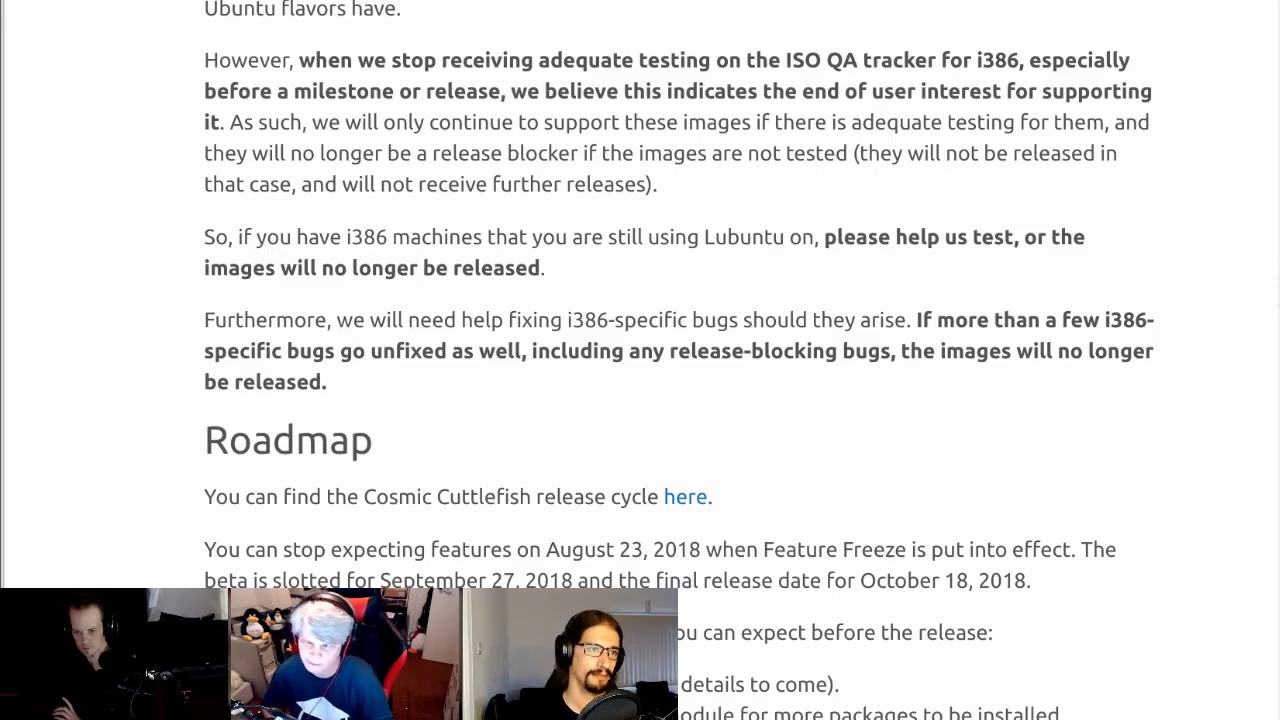 Ubuntu flavors have.
However, when we stop receiving adequate testing on the ISO QA tracker for i386, especially
before a milestone or release, we believe this indicates the end of user interest for supporting
it. As such, we will only continue to support these images if there is adequate testing for them, and
they will no longer be a release blocker if the images are not tested (they will not be released in
that case, and will not receive further releases).
So, if you have i386 machines that you are still using Lubuntu on, please help us test, or the
images will no longer be released.
Furthermore, we will need help fixing i386-specific bugs should they arise. If more than a few i386-
specific bugs go unfixed as well, including any release-blocking bugs, the images will no longer
be released.
Roadmap
You can find the Cosmic Cuttlefish release cycle here.
You can stop expecting features on August 23, 2018 when Feature Freeze is put into effect. The
beta is slotted for September 27, 2018 and the final release date for October 18, 2018.
ou can expect before the release:
details to come).
odule for more packages to be installed